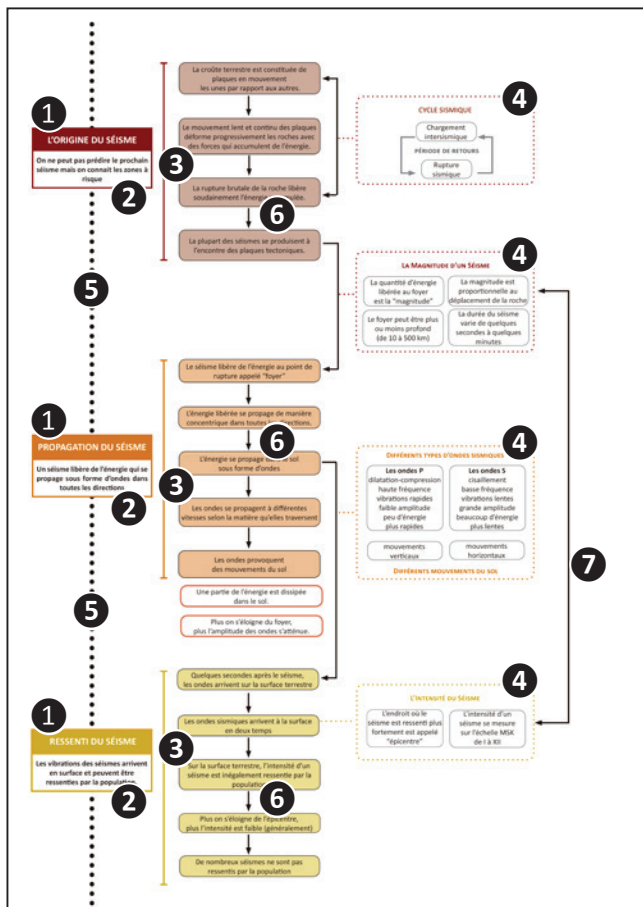 La croûte terrestre est constituée de
plaques en mouvement
les unes par rapport aux autres.
1
4
CYCLE SISMIQUE
Chargement
intersismique
PÉRIODE DE RETOURS
Rupture
sismique
L'ORIGINE DU SÉISME
On ne peut pas prédire le prochain
séisme mais on connait les zones à
risque
2
Le mouvement lent et continu des plaques
déforme progressivement les roches avec
des forces qui accumulent de l'énergie.
3
La rupture brutale de la roche libère
soudainement l'énergie
6
La plupart des séismes se produisent à
l'encontre des plaques tectoniques.
4
LA MAGNITUDE D'UN SÉISME
La quantité d'énergie
libérée au foyer
est la "magnitude"
La magnitude est
proportionnelle au
déplacement de la roche
Le foyer peut être plus
ou moins profond
(de 10 à 500 km)
La durée du séisme
varie de quelques
secondes à quelques
minutes
5
Le séisme libère de l'énergie au point de
rupture appelé "foyer"
1
L'énergie libérée se propage de manière
concentrique dans toutes les directions.
6
PROPAGATION DU SÉISME
Un séisme libère de l'énergie qui se
propage sous forme d'ondes dans
toutes les directions
2
L'énergie se propage dans le sol
sous forme d'ondes
3
Les ondes se propagent à différentes
vitesses selon la matière qu'elles traversent
Les ondes provoquent
des mouvements du sol
Une partie de l'énergie est dissipée
dans le sol.
Plus on s'éloigne du foyer,
plus l'amplitude des ondes s'atténue.
4
DIFFÉRENTS TYPES D'ONDES SISMIQUES
Les ondes P
dilatation-compression
haute fréquence
vibrations rapides
faible amplitude
peu d'énergie
plus rapides
Les ondes S
cisaillement
basse fréquence
vibrations lentes
grande amplitude
beaucoup d'énergie
plus lentes
mouvements
verticaux
mouvements
horizontaux
DIFFÉRENTS MOUVEMENTS DU SOL
7
5
Quelques secondes après le séisme,
les ondes arrivent sur la surface terrestre
1
Les ondes sismiques arrivent à la surface
en deux temps
4
L'INTENSITÉ DU SÉISME
L'endroit où le
séisme est ressenti plus
fortement est appelé
"épicentre"
L'intensité d'un
séisme se mesure
sur l'échelle MSK
de I à XII
RESSENTI DU SÉISME
Les vibrations des séismes arrivent
en surface et peuvent être
ressenties par la population.
2
3
Sur la surface terrestre, l'intensité d'un
séisme est inégalement ressentie par la
population
6
Plus on s'éloigne de l'épicentre,
plus l'intensité est faible (généralement)
De nombreux séismes ne sont pas
ressentis par la population